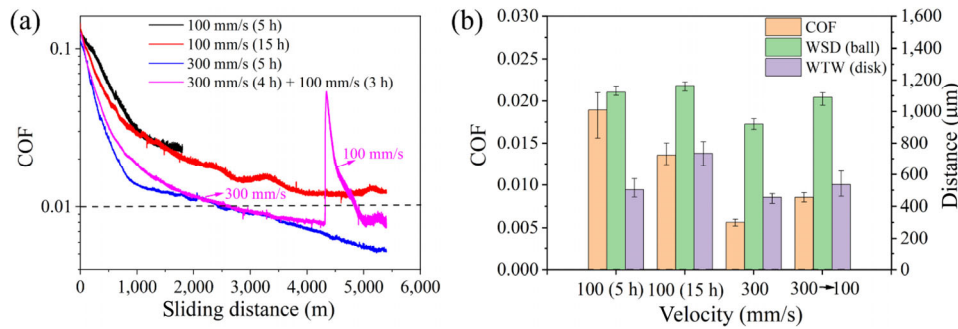 (a)
100 mm/s (5 h)
100 mm/s (15 h)
300 mm/s (5 h)
300 mm/s (4 h) + 100 mm/s (3 h)
0.1
0.01
COF
100 mm/s
300 mm/s
0 1,000 2,000 3,000 4,000 5,000 6,000
Sliding distance (m)
(b)
COF
WSD (ball)
WTW (disk)
0.030
0.025
0.020
0.015
0.010
0.005
0.000
COF
1,600
1,400
1,200
1,000
800
600
400
200
0
Distance (μm)
100 (5 h) 100 (15 h) 300 300→100
Velocity (mm/s)